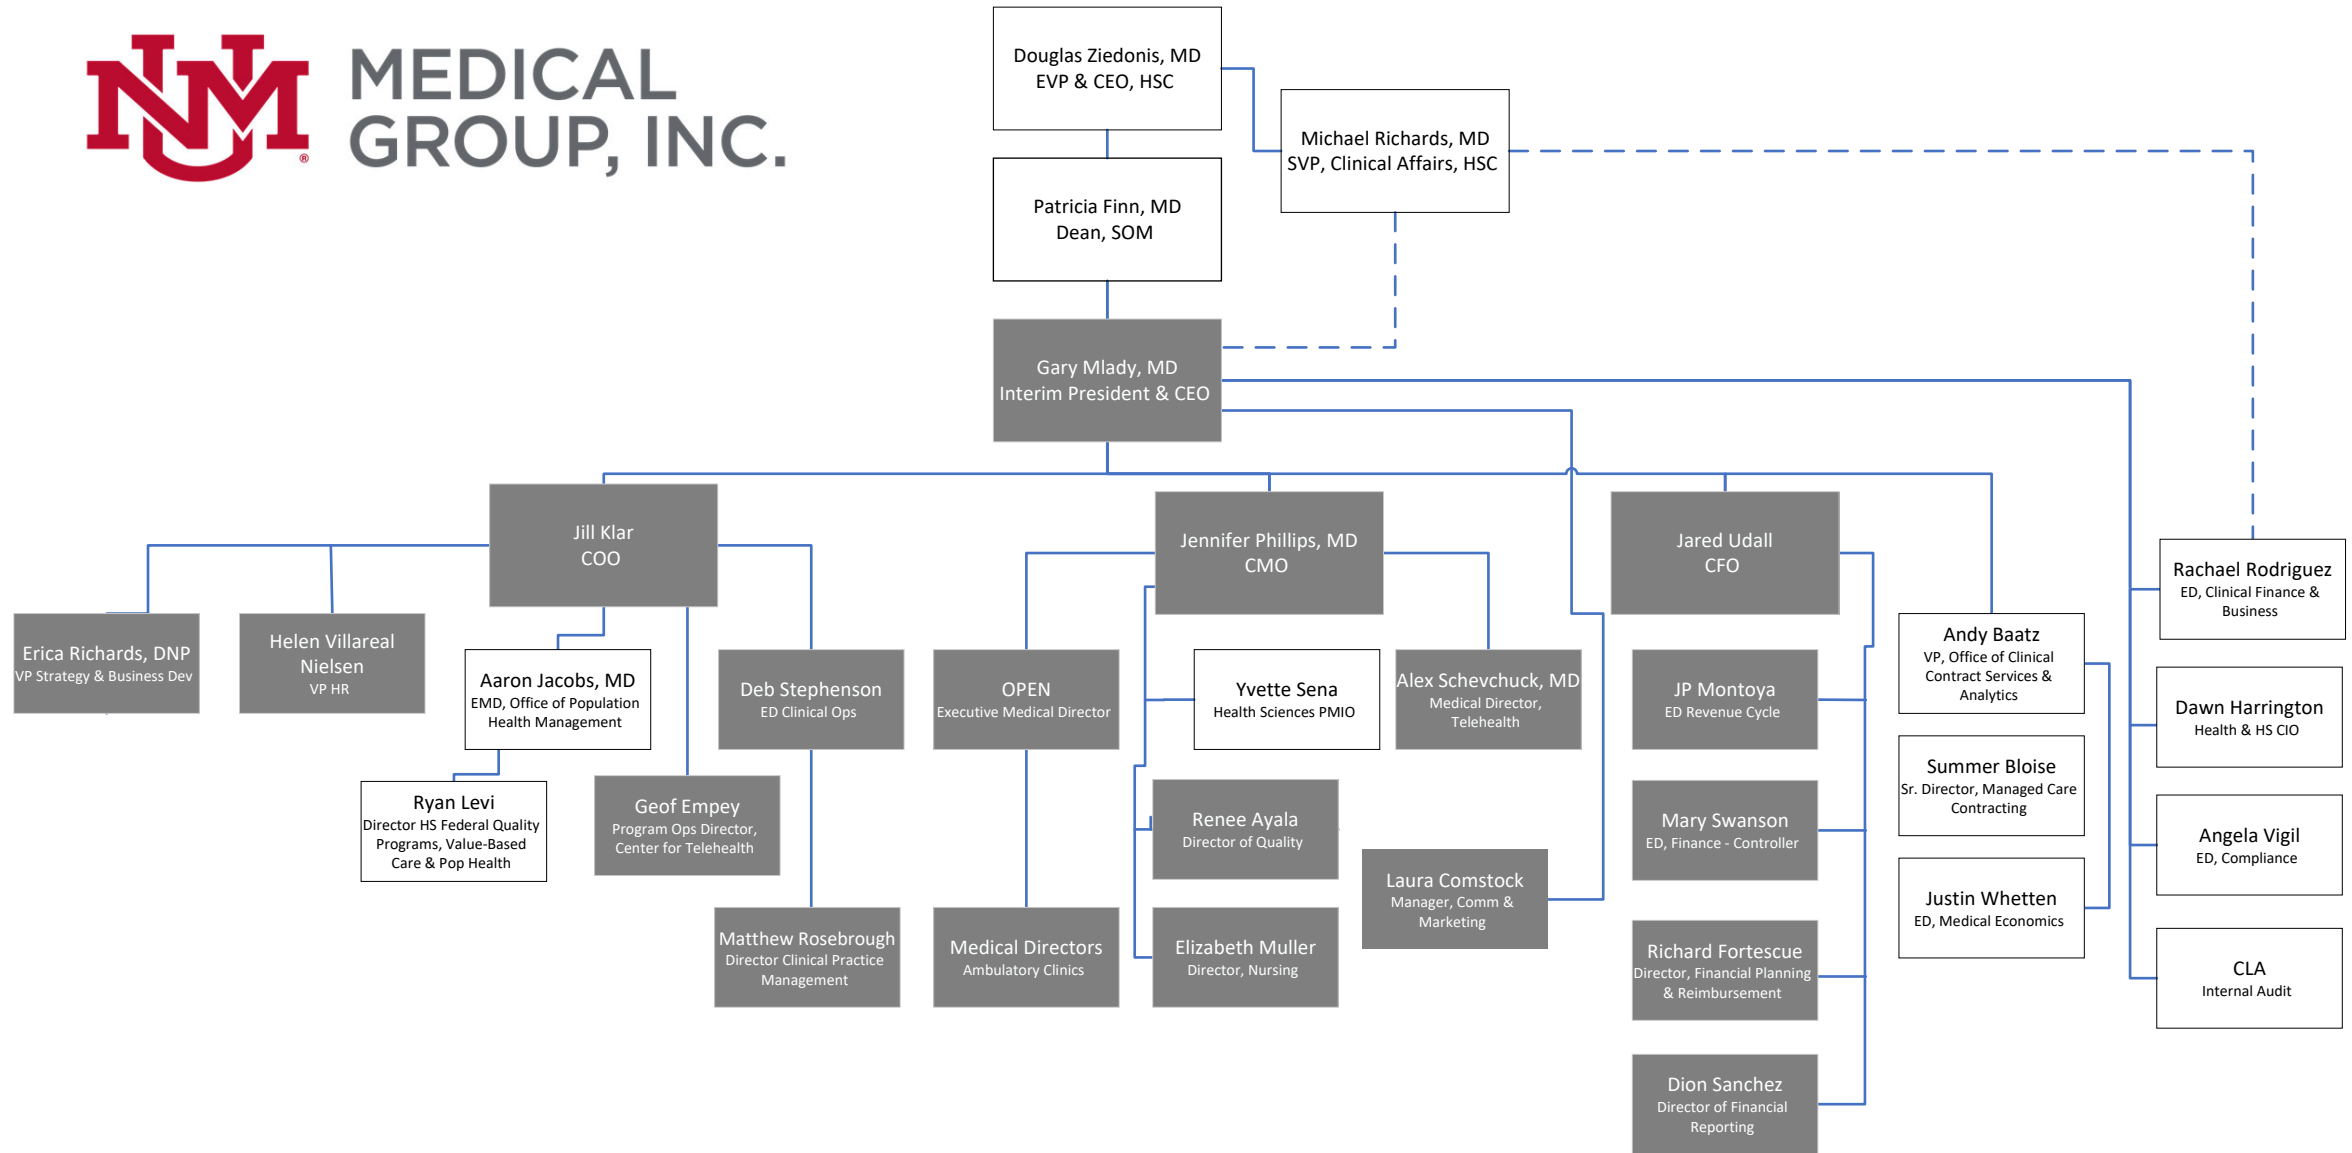 UNM
MEDICAL
GROUP, INC.
®
Douglas Ziedonis, MD
EVP & CEO, HSC
Michael Richards, MD
SVP, Clinical Affairs, HSC
Patricia Finn, MD
Dean, SOM
Gary Mlady, MD
Interim President & CEO
Jill Klar
COO
Jennifer Phillips, MD
CMO
Jared Udall
CFO
Rachael Rodriguez
ED, Clinical Finance &
Business
Erica Richards, DNP
VP Strategy & Business Dev
Helen Villareal
Nielsen
VP HR
Aaron Jacobs, MD
EMD, Office of Population
Health Management
Deb Stephenson
ED Clinical Ops
OPEN
Executive Medical Director
Yvette Sena
Health Sciences PMIO
Alex Schevchuck, MD
Medical Director,
Telehealth
JP Montoya
ED Revenue Cycle
Andy Baatz
VP, Office of Clinical
Contract Services &
Analytics
Dawn Harrington
Health & HS CIO
Ryan Levi
Director HS Federal Quality
Programs, Value-Based
Care & Pop Health
Geof Empey
Program Ops Director,
Center for Telehealth
Renee Ayala
Director of Quality
Mary Swanson
ED, Finance - Controller
Summer Bloise
Sr. Director, Managed Care
Contracting
Angela Vigil
ED, Compliance
Laura Comstock
Manager, Comm &
Marketing
Justin Whetten
ED, Medical Economics
Matthew Rosebrough
Director Clinical Practice
Management
Medical Directors
Ambulatory Clinics
Elizabeth Muller
Director, Nursing
Richard Fortescue
Director, Financial Planning
& Reimbursement
CLA
Internal Audit
Dion Sanchez
Director of Financial
Reporting